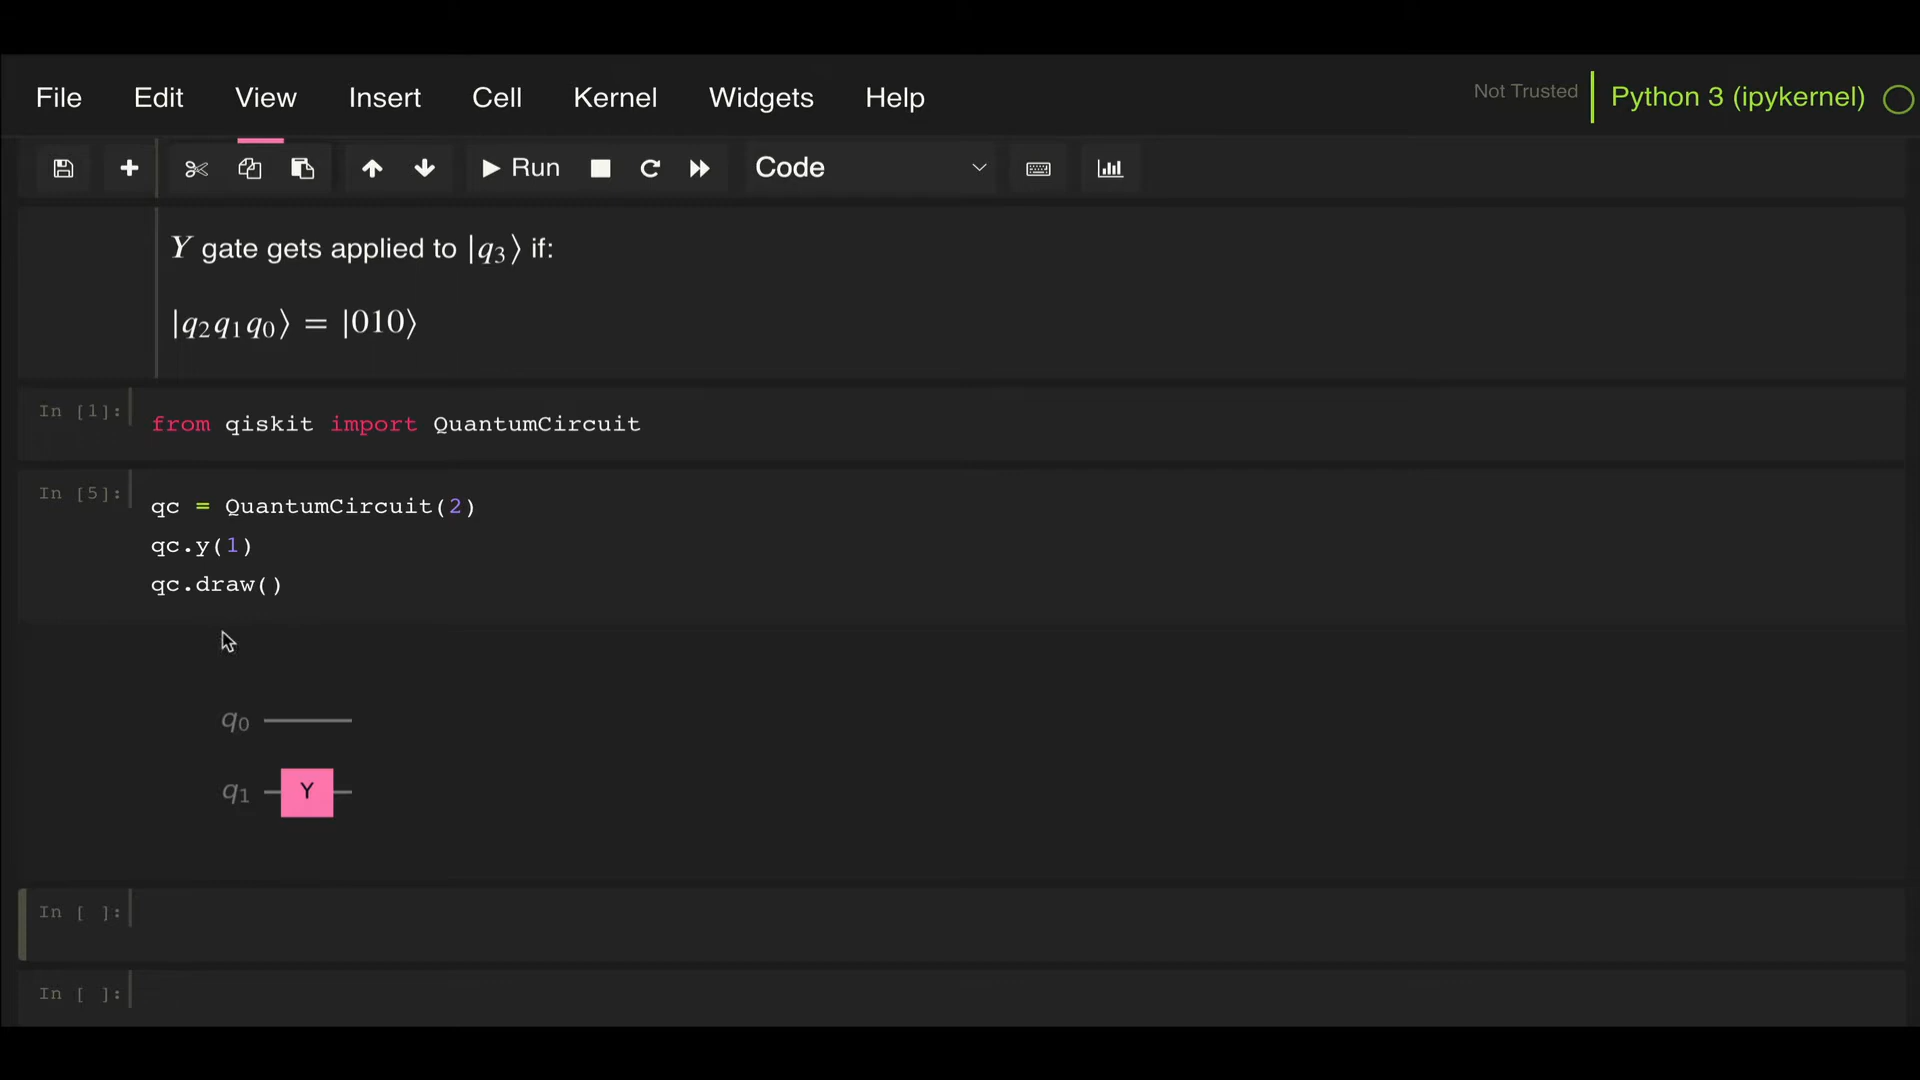 File Edit View Insert Cell Kernel Widgets Help Not Trusted Python 3 (ipykernel)
Run Code
Y gate gets applied to |q₃⟩ if:
|q₂q₁q₀⟩ = |010⟩
In [1]: from qiskit import QuantumCircuit
In [5]: qc = QuantumCircuit(2)
qc.y(1)
qc.draw()
q₀
q₁ Y
In [ ]:
In [ ]: